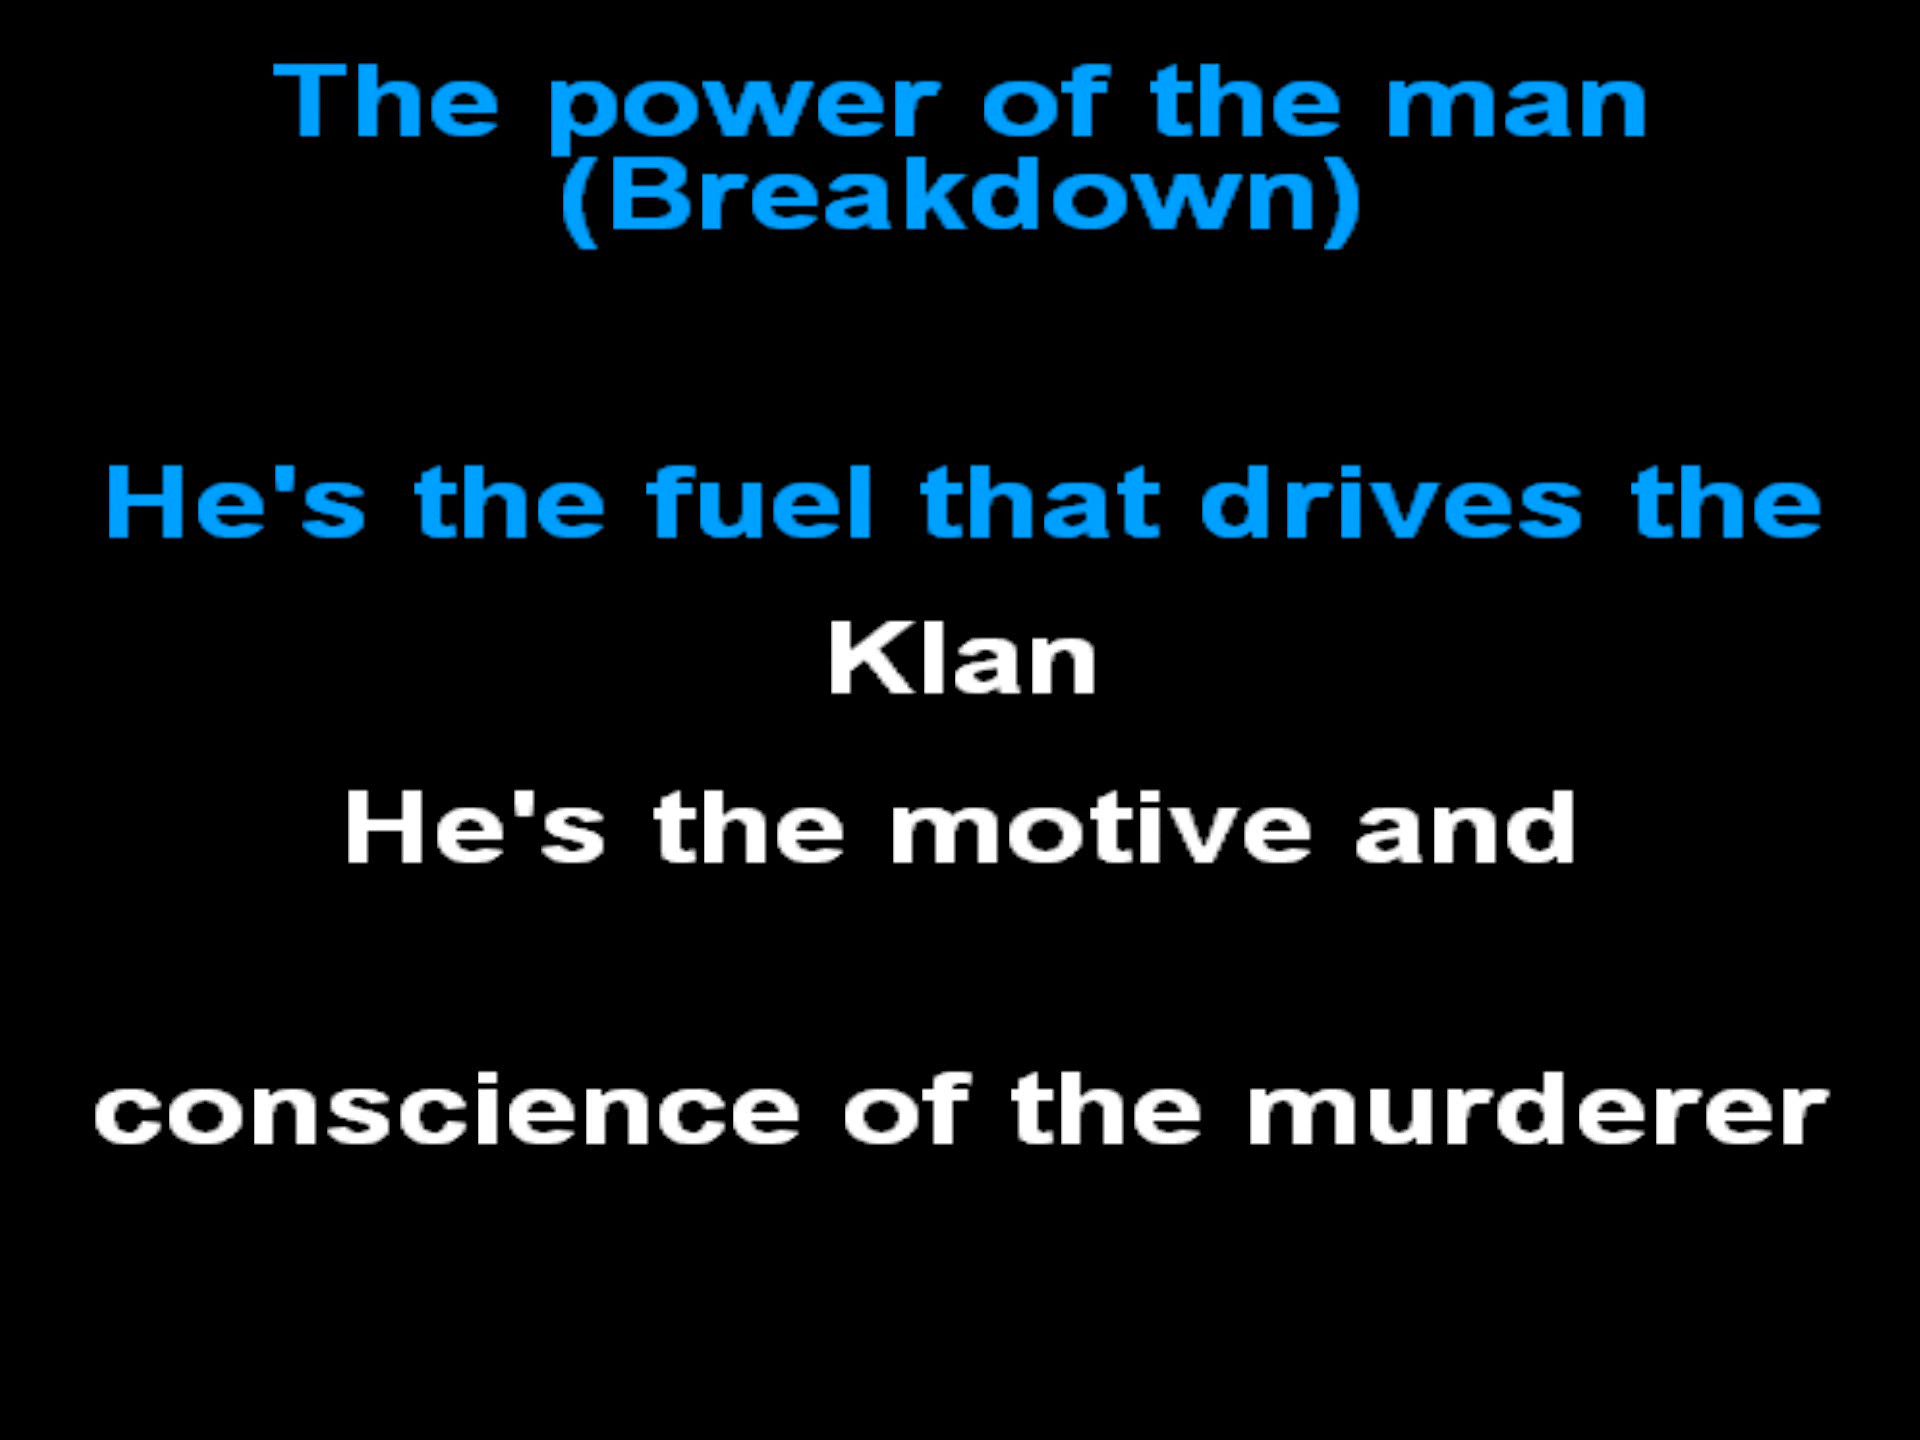 The power of the man
(Breakdown)
He's the fuel that drives the
Klan
He's the motive and
conscience of the murderer